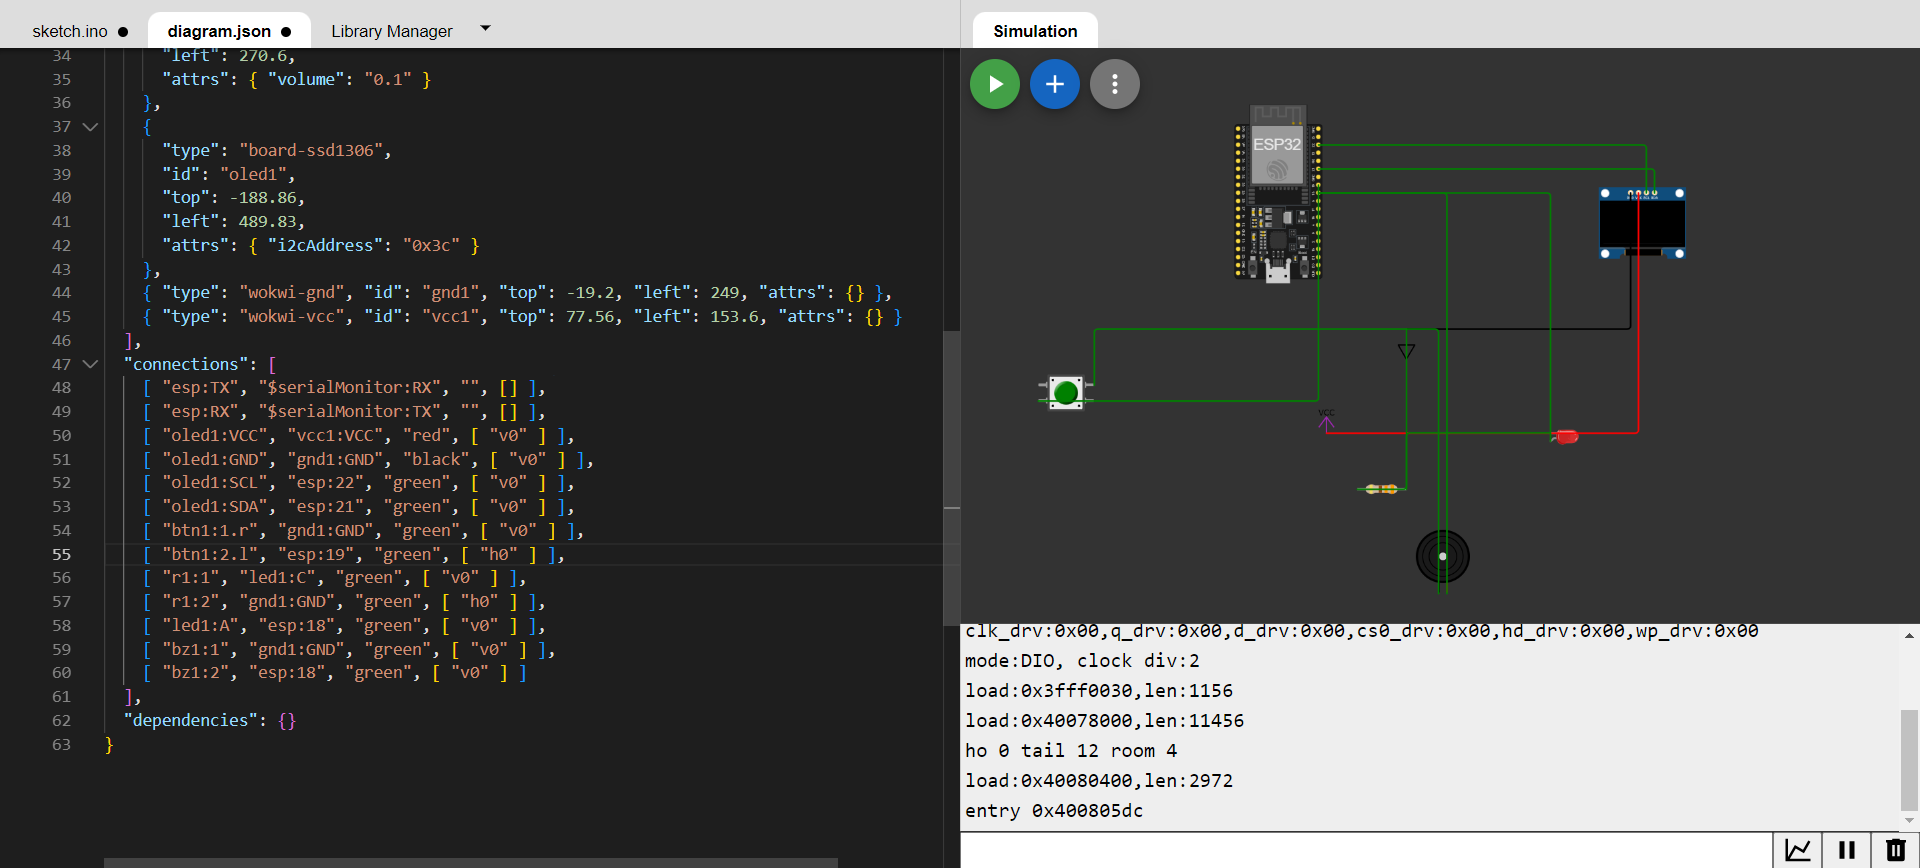 sketch.ino ●
diagram.json ●
Library Manager
34 "left": 270.6,
35 "attrs": { "volume": "0.1" }
36 },
37 {
38 "type": "board-ssd1306",
39 "id": "oled1",
40 "top": -188.86,
41 "left": 489.83,
42 "attrs": { "i2cAddress": "0x3c" }
43 },
44 { "type": "wokwi-gnd", "id": "gnd1", "top": -19.2, "left": 249, "attrs": {} },
45 { "type": "wokwi-vcc", "id": "vcc1", "top": 77.56, "left": 153.6, "attrs": {} }
46 ],
47 "connections": [
48 [ "esp:TX", "$serialMonitor:RX", "", [] ],
49 [ "esp:RX", "$serialMonitor:TX", "", [] ],
50 [ "oled1:VCC", "vcc1:VCC", "red", [ "v0" ] ],
51 [ "oled1:GND", "gnd1:GND", "black", [ "v0" ] ],
52 [ "oled1:SCL", "esp:22", "green", [ "v0" ] ],
53 [ "oled1:SDA", "esp:21", "green", [ "v0" ] ],
54 [ "btn1:1.r", "gnd1:GND", "green", [ "v0" ] ],
55 [ "btn1:2.l", "esp:19", "green", [ "h0" ] ],
56 [ "r1:1", "led1:C", "green", [ "v0" ] ],
57 [ "r1:2", "gnd1:GND", "green", [ "h0" ] ],
58 [ "led1:A", "esp:18", "green", [ "v0" ] ],
59 [ "bz1:1", "gnd1:GND", "green", [ "v0" ] ],
60 [ "bz1:2", "esp:18", "green", [ "v0" ] ]
61 ],
62 "dependencies": {}
63 }
Simulation
ESP32
VCC
clk_drv:0x00,q_drv:0x00,d_drv:0x00,cs0_drv:0x00,hd_drv:0x00,wp_drv:0x00
mode:DIO, clock div:2
load:0x3fff0030,len:1156
load:0x40078000,len:11456
ho 0 tail 12 room 4
load:0x40080400,len:2972
entry 0x400805dc